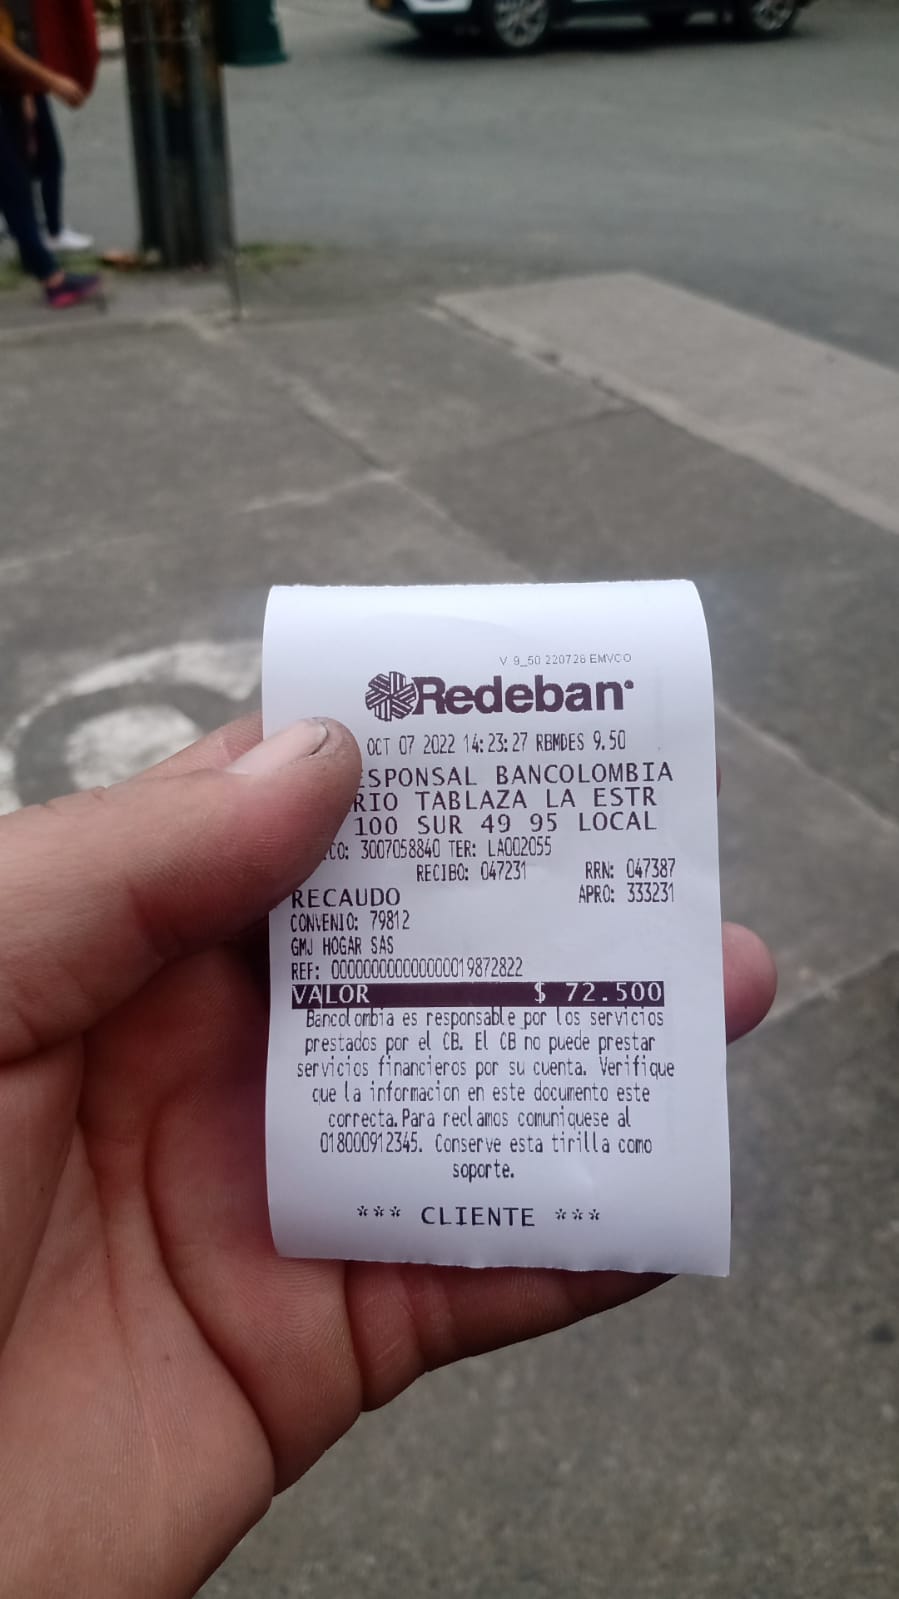 V 9_50 220728 EMVCO
Redeban
OCT 07 2022 14:23:27 RBMDES 9.50
ESPONSAL BANCOLOMBIA
RIO TABLAZA LA ESTR
100 SUR 49 95 LOCAL
CO: 3007058840 TER: LA002055
RECIBO: 047231 RRN: 047387
RECAUDO APRO: 333231
CONVENIO: 79812
GMJ HOGAR SAS
REF: 000000000000000019872822
VALOR $ 72.500
Bancolombia es responsable por los servicios
prestados por el CB. El CB no puede prestar
servicios financieros por su cuenta. Verifique
que la informacion en este documento este
correcta. Para reclamos comuniquese al
018000912345. Conserve esta tirilla como
soporte.
*** CLIENTE ***